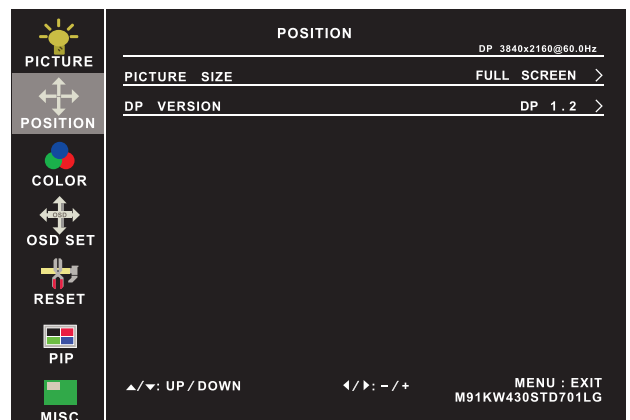 POSITION
DP 3840x2160@60.0Hz
PICTURE
PICTURE SIZE FULL SCREEN >
DP VERSION DP 1.2 >
POSITION
COLOR
OSD
OSD SET
RESET
PIP
▲/▼: UP / DOWN ◀/▶: – / + MENU : EXIT
M91KW430STD701LG
MISC